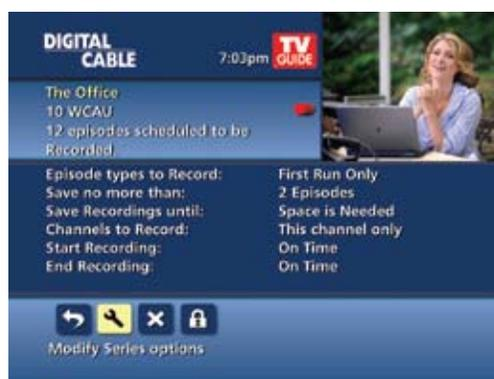 DIGITAL
CABLE
7:03pm
TV
GUIDE
The Office
10 WCAU
12 episodes scheduled to be
Recorded.
Episode types to Record: First Run Only
Save no more than: 2 Episodes
Save Recordings until: Space is Needed
Channels to Record: This channel only
Start Recording: On Time
End Recording: On Time
Modify Series options